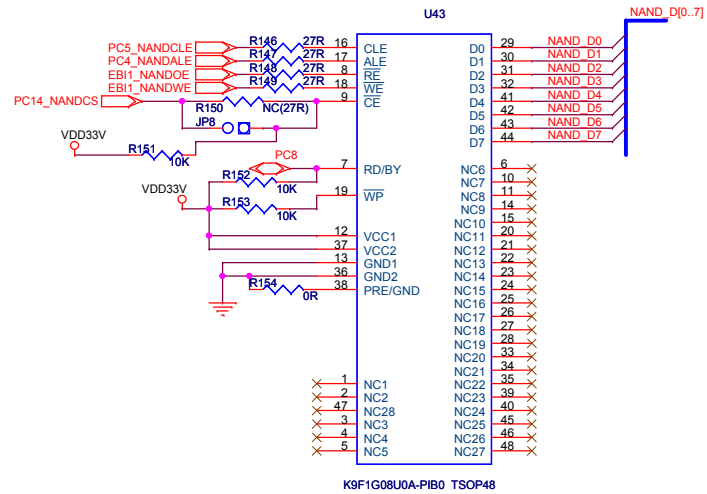 U43
NAND_D[0..7]
PC5_NANDCLE R146 27R 16 CLE D0 29 NAND_D0
PC4_NANDALE R147 27R 17 ALE D1 30 NAND_D1
EBI1_NANDOE R148 27R 8 RE D2 31 NAND_D2
EBI1_NANDWE R149 27R 18 WE D3 32 NAND_D3
PC14_NANDCS R150 NC(27R) 9 CE D4 41 NAND_D4
D5 42 NAND_D5
JP8 D6 43 NAND_D6
D7 44 NAND_D7
VDD33V R151 10K
PC8
R152 10K 7 RD/BY NC6 6
NC7 10
VDD33V R153 10K 19 WP NC8 11
NC9 14
NC10 15
12 VCC1 NC11 20
37 VCC2 NC12 21
13 GND1 NC13 22
36 GND2 NC14 23
R154 0R 38 PRE/GND NC15 24
NC16 25
NC17 26
NC18 27
NC19 28
NC20 33
NC21 34
1 NC1 NC22 35
2 NC2 NC23 39
47 NC28 NC24 40
3 NC3 NC25 45
4 NC4 NC26 46
5 NC5 NC27 48
K9F1G08U0A-PIB0 TSOP48